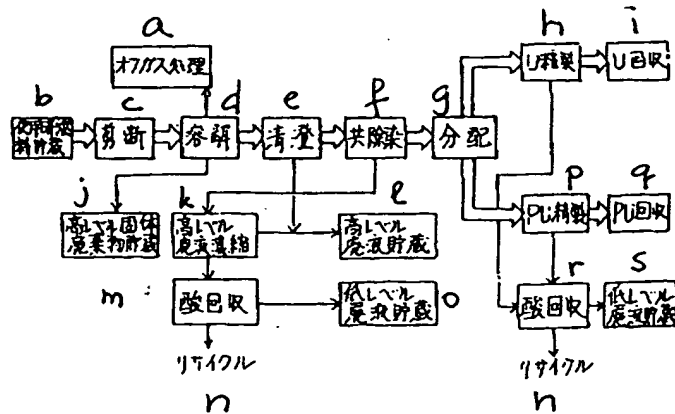 a
h
i
オフガス処理
U精製
U回収
b
c
d
e
f
g
料貯蔵
剪断
溶解
清澄
共除染
分配
j
k
l
p
q
高レベル固体
廃棄物貯蔵
高レベル
廃液濃縮
高レベル
廃液貯蔵
Pu精製
Pu回収
m
酸回収
低レベル
廃液貯蔵
o
r
s
酸回収
低レベル
廃液貯蔵
リサイクル
リサイクル
n
n